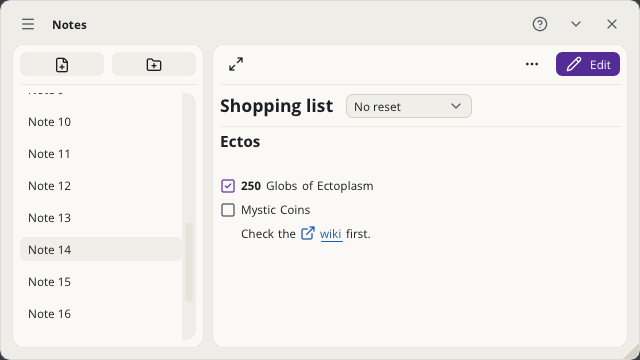 Notes
Edit
Note 10
Note 11
Note 12
Note 13
Note 14
Note 15
Note 16
Shopping list
No reset
Ectos
250 Globs of Ectoplasm
Mystic Coins
Check the wiki first.